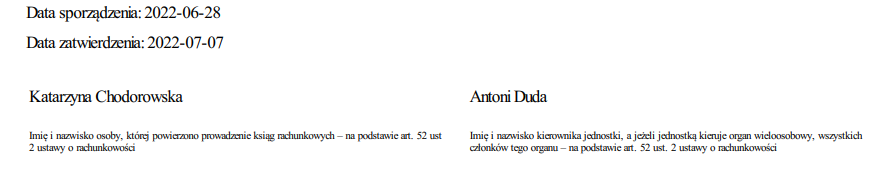 Data sporządzenia: 2022-06-28
Data zatwierdzenia: 2022-07-07
Katarzyna Chodorowska
Imię i nazwisko osoby, której powierzono prowadzenie ksiąg rachunkowych – na podstawie art. 52 ust
2 ustawy o rachunkowości
Antoni Duda
Imię i nazwisko kierownika jednostki, a jeżeli jednostką kieruje organ wieloosobowy, wszystkich
członków tego organu – na podstawie art. 52 ust. 2 ustawy o rachunkowości